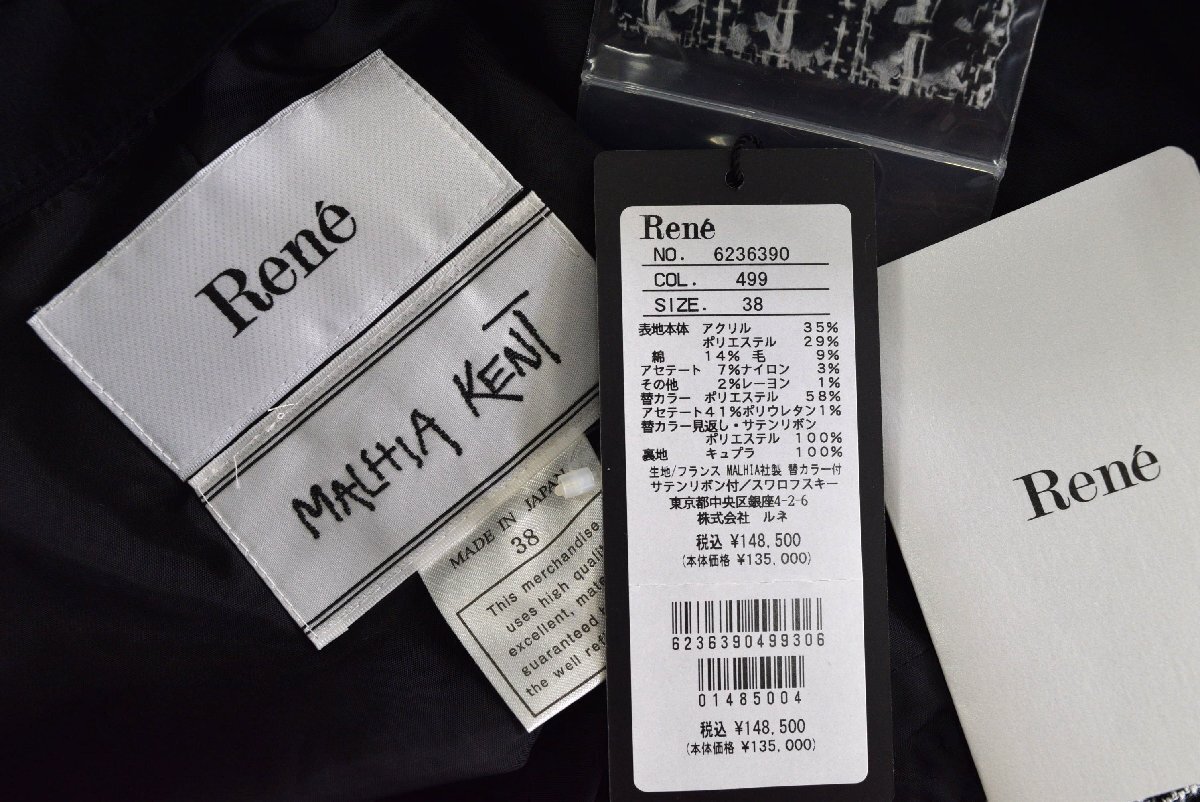 René
MALHIA KENT
MADE IN JAPAN
38
This merchandise
uses high
excellent,
guaranteed
the well
René
NO. 6236390
COL. 499
SIZE. 38
表地本体 アクリル 35%
ポリエステル 29%
綿 14% 毛 9%
アセテート 7%ナイロン 3%
その他 2%レーヨン 1%
替カラー ポリエステル 58%
アセテート41%ポリウレタン1%
替カラー見返し・サテンリボン
ポリエステル 100%
裏地 キュプラ 100%
生地/フランス MALHIA社製 替カラー付
サテンリボン付/スワロフスキー
東京都中央区銀座4-2-6
株式会社 ルネ
税込 ¥148,500
(本体価格 ¥135,000)
6236390499306
01485004
税込 ¥148,500
(本体価格 ¥135,000)
René